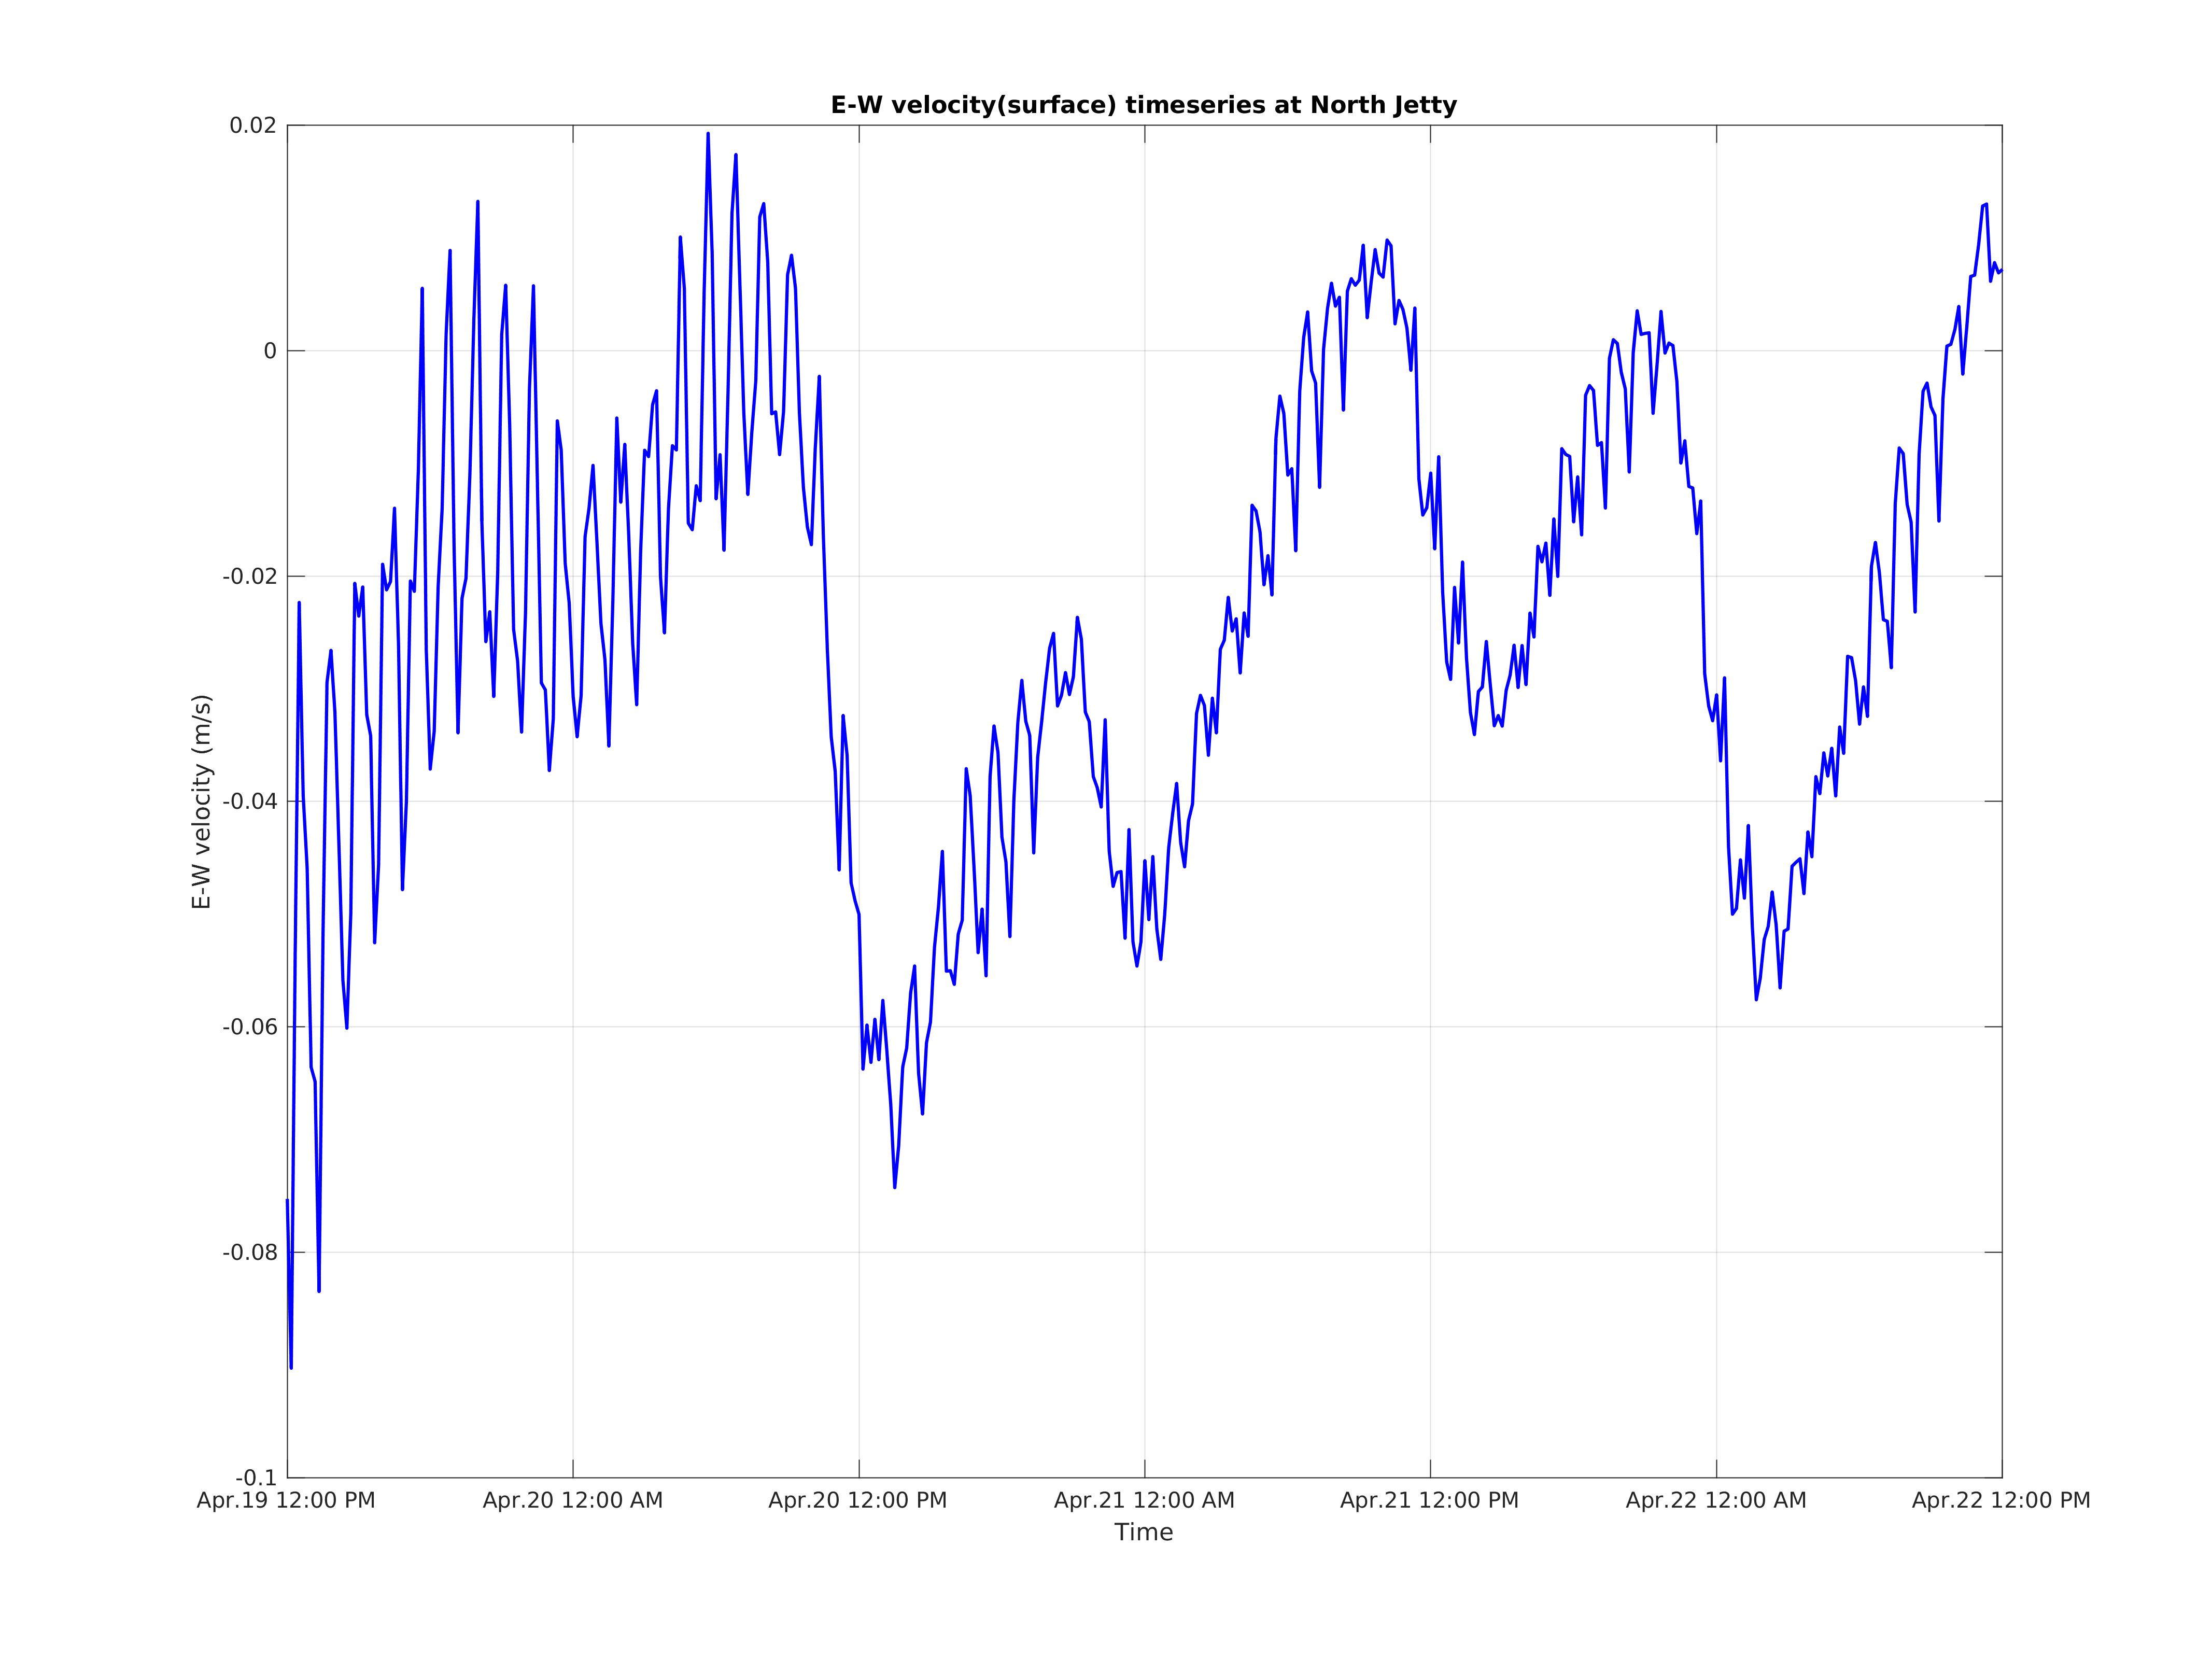 E-W velocity(surface) timeseries at North Jetty
0.02
0
-0.02
-0.04
-0.06
-0.08
-0.1
E-W velocity (m/s)
Apr.19 12:00 PM Apr.20 12:00 AM Apr.20 12:00 PM Apr.21 12:00 AM Apr.21 12:00 PM Apr.22 12:00 AM Apr.22 12:00 PM
Time